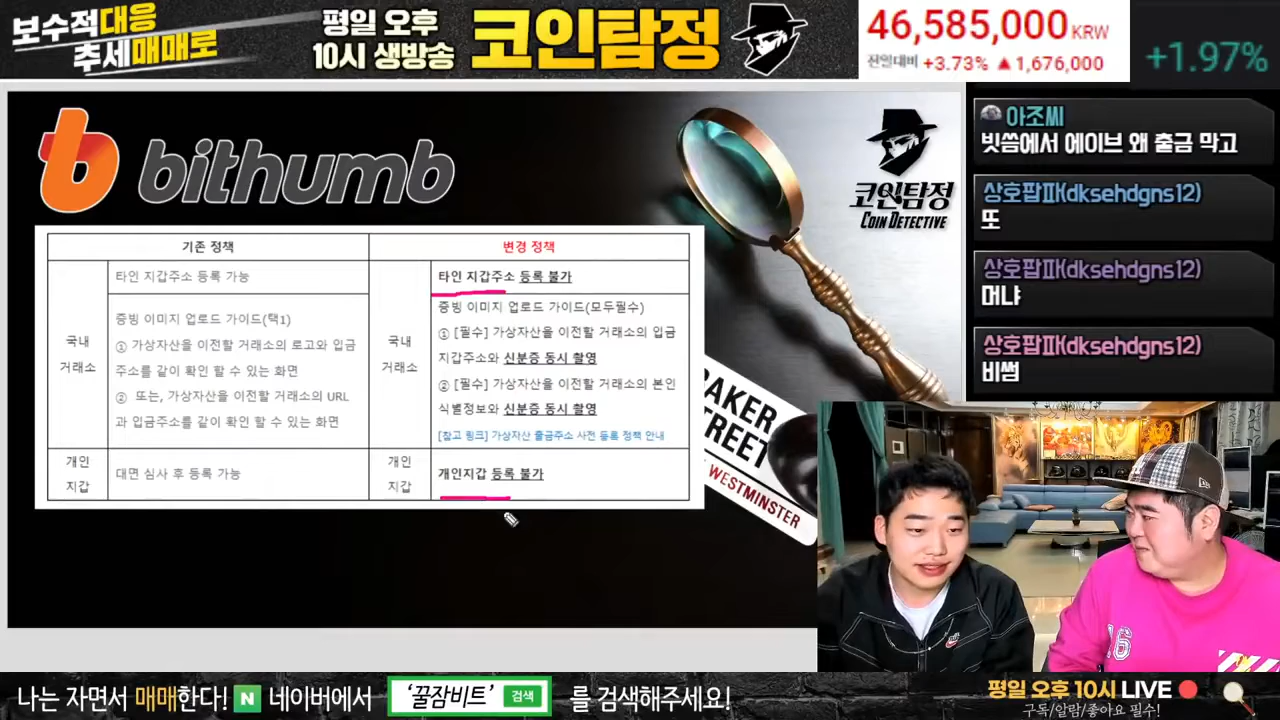 보수적대응
추세매매로
평일 오후
10시 생방송
코인탐정
46,585,000 KRW
전일대비 +3.73% ▲1,676,000
+1.97%
bithumb
코인탐정
COIN DETECTIVE
기존 정책
변경 정책
국내
거래소
타인 지갑주소 등록 가능
증빙 이미지 업로드 가이드(택1)
① 가상자산을 이전할 거래소의 로고와 입금
주소를 같이 확인 할 수 있는 화면
② 또는, 가상자산을 이전할 거래소의 URL
과 입금주소를 같이 확인 할 수 있는 화면
국내
거래소
타인 지갑주소 등록 불가
증빙 이미지 업로드 가이드(모두필수)
① [필수] 가상자산을 이전할 거래소의 입금
지갑주소와 신분증 동시 촬영
② [필수] 가상자산을 이전할 거래소의 본인
식별정보와 신분증 동시 촬영
[참고 링크] 가상자산 출금주소 사전 등록 정책 안내
개인
지갑
대면 심사 후 등록 가능
개인
지갑
개인지갑 등록 불가
AKER
TREET
WESTMINSTER
아조씨
빗썸에서 에이브 왜 출금 막고
상호팝파(dksehdgns12)
또
상호팝파(dksehdgns12)
머냐
상호팝파(dksehdgns12)
비썸
16
나는 자면서 매매한다! N 네이버에서 '꿀잠비트' 검색 를 검색해주세요!
평일 오후 10시 LIVE
구독/알람/좋아요 필수!